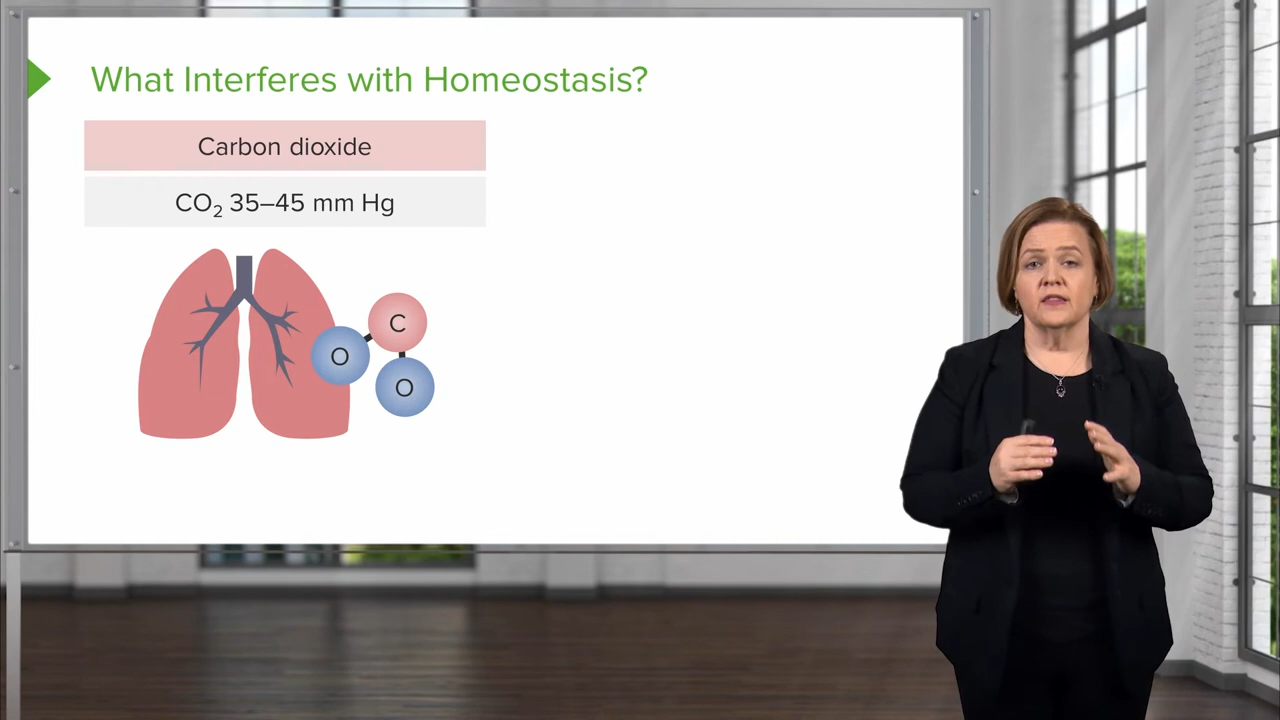 What Interferes with Homeostasis?
Carbon dioxide
CO₂ 35–45 mm Hg
C
O
O